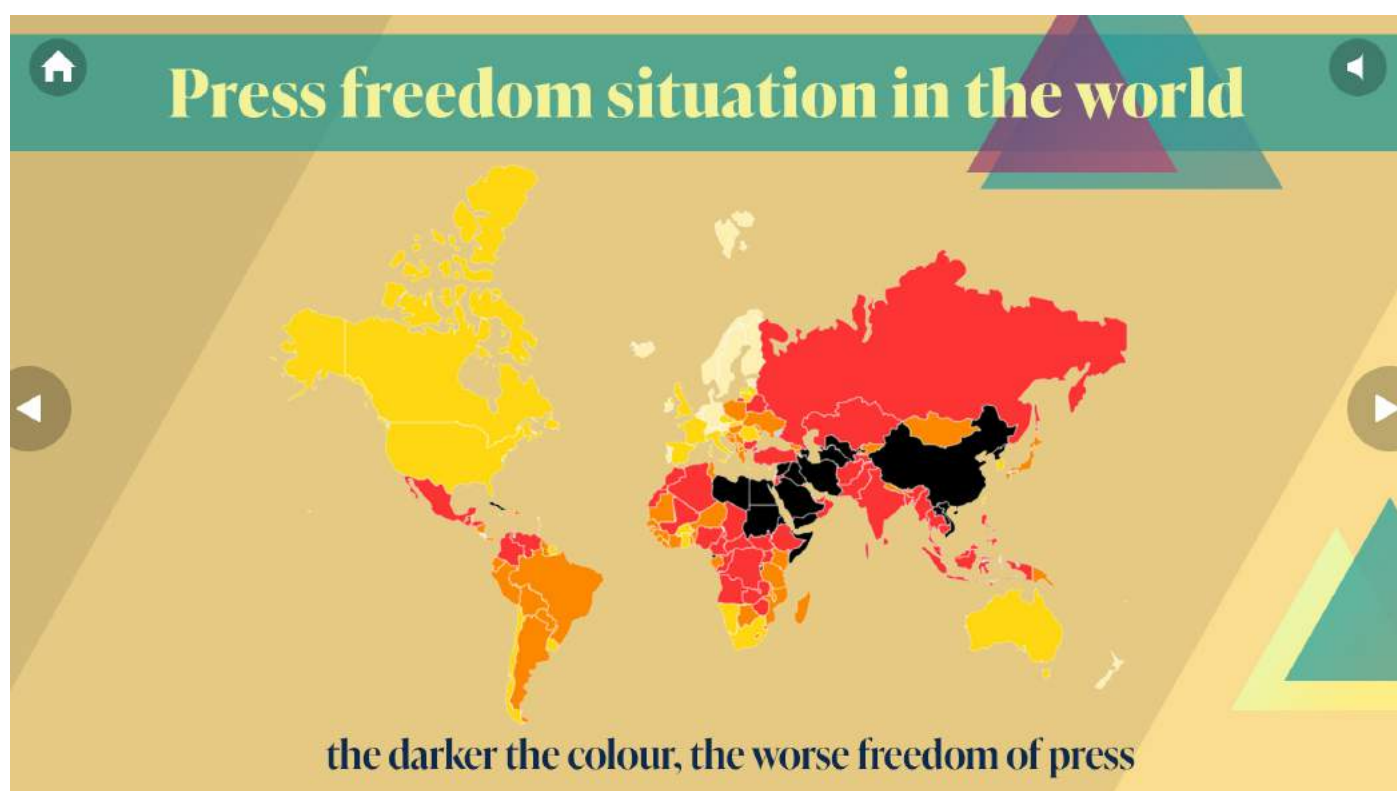 Press freedom situation in the world
the darker the colour, the worse freedom of press